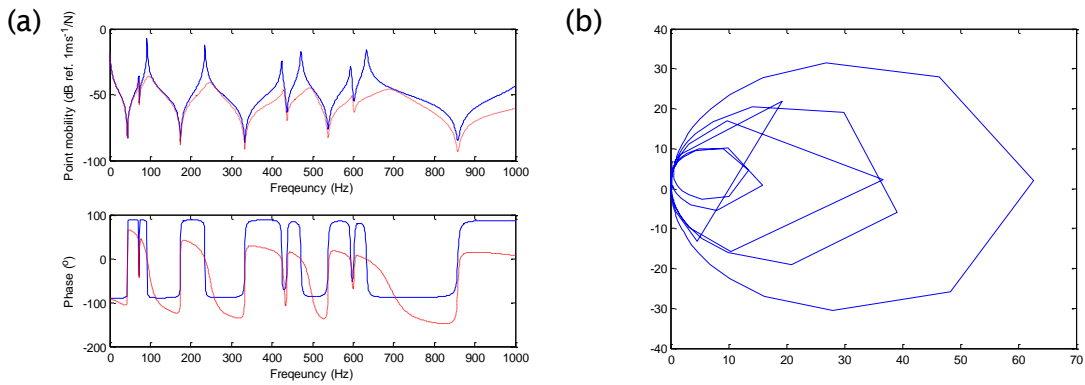 (a)
Point mobility (dB ref. 1ms⁻¹/N)
0
-50
-100
0 100 200 300 400 500 600 700 800 900 1000
Freqeuncy (Hz)
Phase (º)
100
0
-100
-200
0 100 200 300 400 500 600 700 800 900 1000
Freqeuncy (Hz)
(b)
40
30
20
10
0
-10
-20
-30
-40
0 10 20 30 40 50 60 70